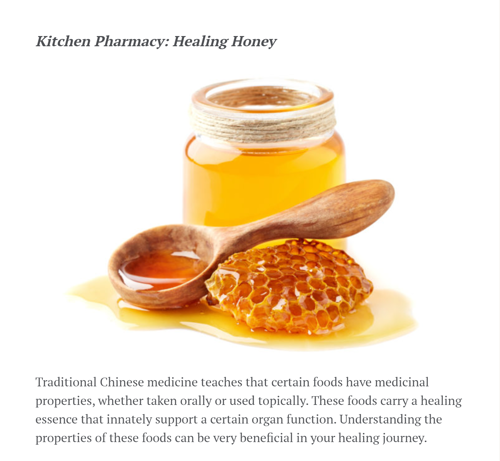 Kitchen Pharmacy: Healing Honey
Traditional Chinese medicine teaches that certain foods have medicinal
properties, whether taken orally or used topically. These foods carry a healing
essence that innately support a certain organ function. Understanding the
properties of these foods can be very beneficial in your healing journey.